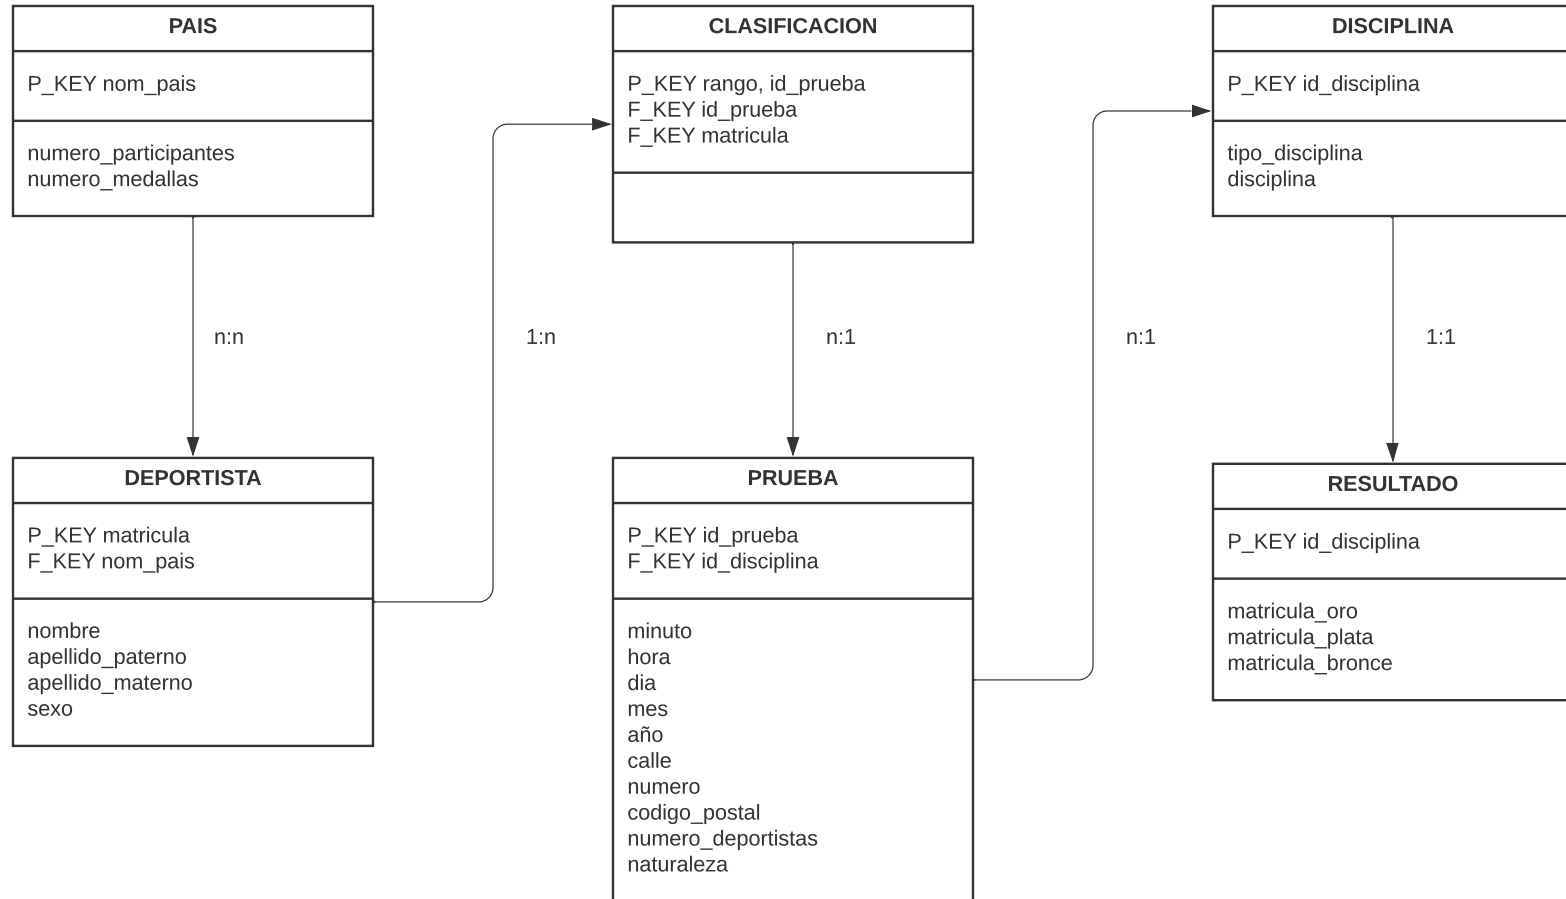 PAIS
P_KEY nom_pais
numero_participantes
numero_medallas
n:n
DEPORTISTA
P_KEY matricula
F_KEY nom_pais
nombre
apellido_paterno
apellido_materno
sexo
1:n
CLASIFICACION
P_KEY rango, id_prueba
F_KEY id_prueba
F_KEY matricula
n:1
PRUEBA
P_KEY id_prueba
F_KEY id_disciplina
minuto
hora
dia
mes
año
calle
numero
codigo_postal
numero_deportistas
naturaleza
n:1
DISCIPLINA
P_KEY id_disciplina
tipo_disciplina
disciplina
1:1
RESULTADO
P_KEY id_disciplina
matricula_oro
matricula_plata
matricula_bronce